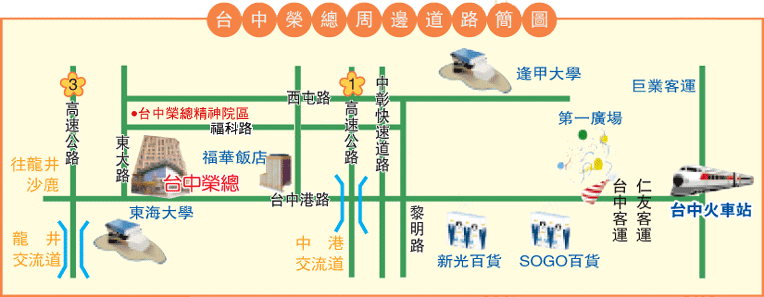 台中榮總周邊道路簡圖
3
高速公路
1
高速公路
中彰快速道路
西屯路
逢甲大學
巨業客運
台中榮總精神院區
福科路
第一廣場
東大路
福華飯店
往龍井
沙鹿
台中榮總
台中港路
台中客運
仁友客運
台中火車站
東海大學
黎明路
龍井
交流道
中港
交流道
新光百貨
SOGO百貨